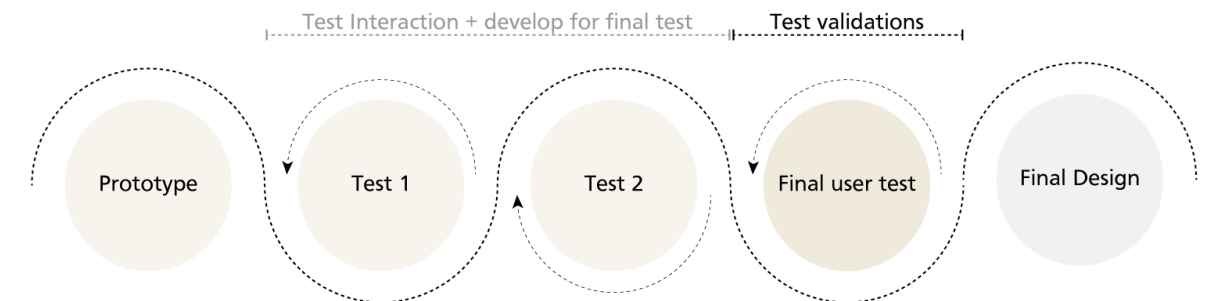 Test Interaction + develop for final test
Test validations
Prototype
Test 1
Test 2
Final user test
Final Design